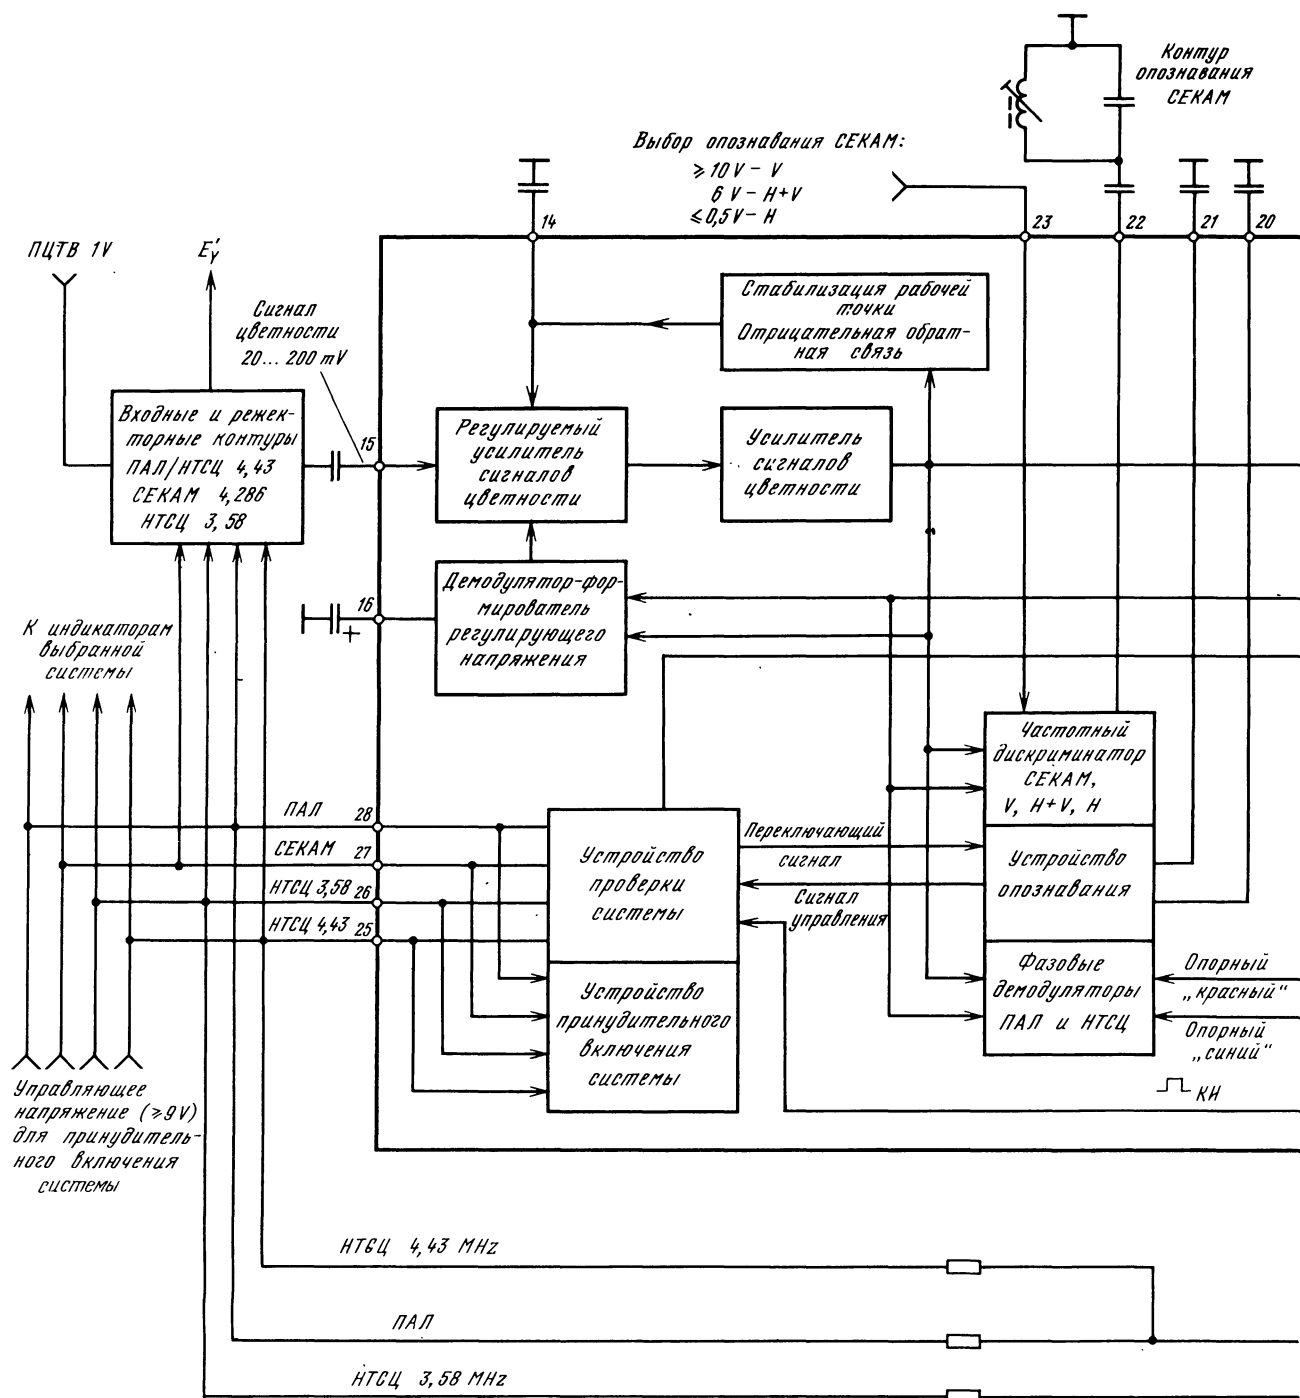 Контур
опознавания
СЕКАМ
Выбор опознавания СЕКАМ:
≥ 10 V – V
6 V – H+V
≤ 0,5 V – H
14
23
22
21
20
ПЦТВ 1V
E'Y
Сигнал
цветности
20... 200 mV
Стабилизация рабочей
точки
Отрицательная обрат-
ная связь
Входные и режек-
торные контуры
ПАЛ/НТСЦ 4,43
СЕКАМ 4,286
НТСЦ 3,58
15
Регулируемый
усилитель
сигналов
цветности
Усилитель
сигналов
цветности
16
+
Демодулятор-фор-
мирователь
регулирующего
напряжения
К индикаторам
выбранной
системы
Частотный
дискриминатор
СЕКАМ,
V, H+V, H
ПАЛ 28
СЕКАМ 27
НТСЦ 3,58 26
НТСЦ 4,43 25
Устройство
проверки
системы
Переключающий
сигнал
Сигнал
управления
Устройство
опознавания
Устройство
принудительного
включения
системы
Фазовые
демодуляторы
ПАЛ и НТСЦ
Опорный
„красный“
Опорный
„синий“
КИ
Управляющее
напряжение (≥9V)
для принудитель-
ного включения
системы
НТСЦ 4,43 MHz
ПАЛ
НТСЦ 3,58 MHz